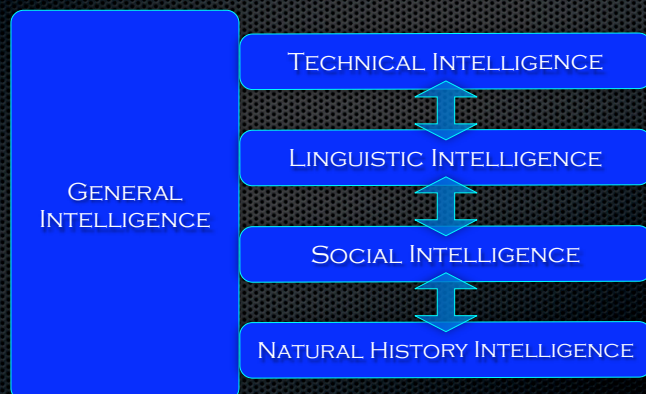 General
Intelligence
Technical Intelligence
Linguistic Intelligence
Social Intelligence
Natural History Intelligence